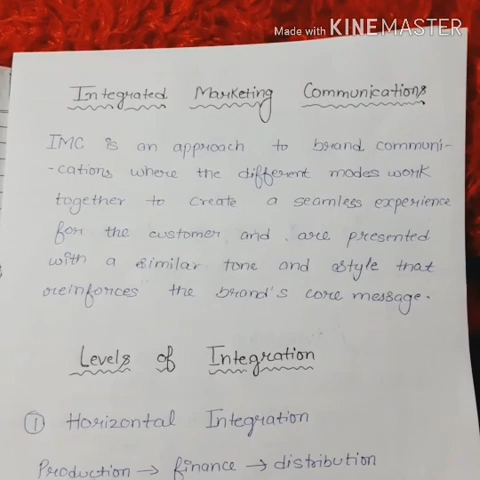 Made with KINEMASTER
Integrated Marketing Communications
IMC is an approach to brand communi-
-cations where the different modes work
together to create a seamless experience
for the customer and are presented
with a similar tone and style that
reinforces the brand's core message.
Levels of Integration
① Horizontal Integration
Production → finance → distribution